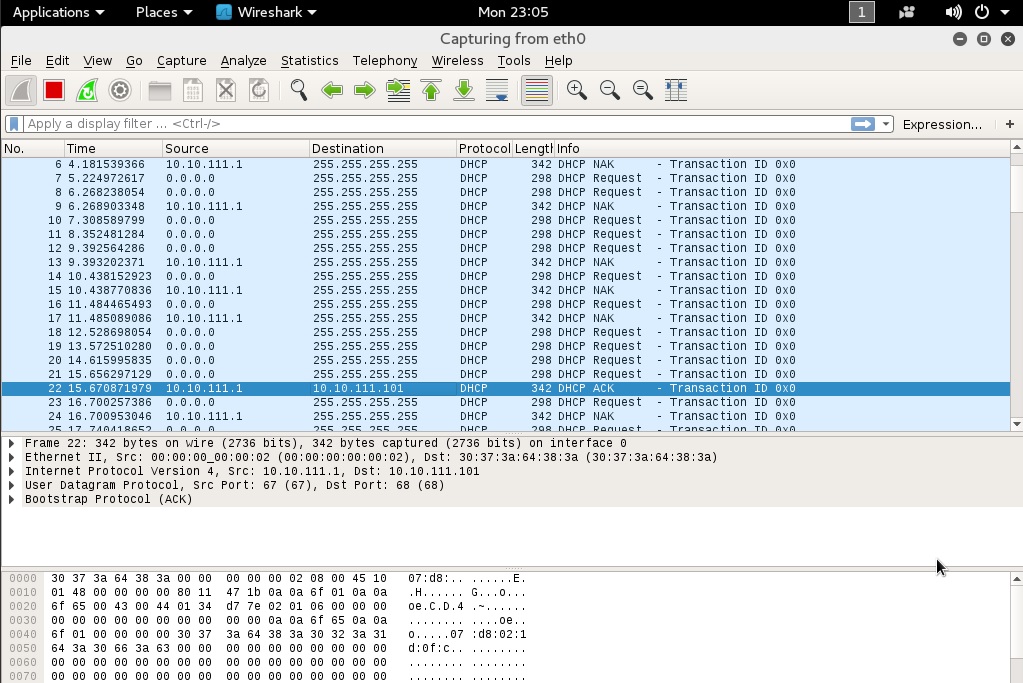 Applications Places Wireshark Mon 23:05 1
Capturing from eth0
File Edit View Go Capture Analyze Statistics Telephony Wireless Tools Help
Apply a display filter ... <Ctrl-/> Expression... +
No. Time Source Destination Protocol Length Info
6 4.181539366 10.10.111.1 255.255.255.255 DHCP 342 DHCP NAK - Transaction ID 0x0
7 5.224972617 0.0.0.0 255.255.255.255 DHCP 298 DHCP Request - Transaction ID 0x0
8 6.268238054 0.0.0.0 255.255.255.255 DHCP 298 DHCP Request - Transaction ID 0x0
9 6.268903348 10.10.111.1 255.255.255.255 DHCP 342 DHCP NAK - Transaction ID 0x0
10 7.308589799 0.0.0.0 255.255.255.255 DHCP 298 DHCP Request - Transaction ID 0x0
11 8.352481284 0.0.0.0 255.255.255.255 DHCP 298 DHCP Request - Transaction ID 0x0
12 9.392564286 0.0.0.0 255.255.255.255 DHCP 298 DHCP Request - Transaction ID 0x0
13 9.393202371 10.10.111.1 255.255.255.255 DHCP 342 DHCP NAK - Transaction ID 0x0
14 10.438152923 0.0.0.0 255.255.255.255 DHCP 298 DHCP Request - Transaction ID 0x0
15 10.438770836 10.10.111.1 255.255.255.255 DHCP 342 DHCP NAK - Transaction ID 0x0
16 11.484465493 0.0.0.0 255.255.255.255 DHCP 298 DHCP Request - Transaction ID 0x0
17 11.485089086 10.10.111.1 255.255.255.255 DHCP 342 DHCP NAK - Transaction ID 0x0
18 12.528698054 0.0.0.0 255.255.255.255 DHCP 298 DHCP Request - Transaction ID 0x0
19 13.572510280 0.0.0.0 255.255.255.255 DHCP 298 DHCP Request - Transaction ID 0x0
20 14.615995835 0.0.0.0 255.255.255.255 DHCP 298 DHCP Request - Transaction ID 0x0
21 15.656297129 0.0.0.0 255.255.255.255 DHCP 298 DHCP Request - Transaction ID 0x0
22 15.670871979 10.10.111.1 10.10.111.101 DHCP 342 DHCP ACK - Transaction ID 0x0
23 16.700257386 0.0.0.0 255.255.255.255 DHCP 298 DHCP Request - Transaction ID 0x0
24 16.700953046 10.10.111.1 255.255.255.255 DHCP 342 DHCP NAK - Transaction ID 0x0
25 17.740418652 0.0.0.0 255.255.255.255 DHCP 298 DHCP Request - Transaction ID 0x0
Frame 22: 342 bytes on wire (2736 bits), 342 bytes captured (2736 bits) on interface 0
Ethernet II, Src: 00:00:00_00:00:02 (00:00:00:00:00:02), Dst: 30:37:3a:64:38:3a (30:37:3a:64:38:3a)
Internet Protocol Version 4, Src: 10.10.111.1, Dst: 10.10.111.101
User Datagram Protocol, Src Port: 67 (67), Dst Port: 68 (68)
Bootstrap Protocol (ACK)
0000 30 37 3a 64 38 3a 00 00 00 00 00 02 08 00 45 10 07:d8:.. ......E.
0010 01 48 00 00 00 00 80 11 47 1b 0a 0a 6f 01 0a 0a .H...... G...o...
0020 6f 65 00 43 00 44 01 34 d7 7e 02 01 06 00 00 00 oe.C.D.4 .~......
0030 00 00 00 00 00 00 00 00 00 00 0a 0a 6f 65 0a 0a ........ ....oe..
0040 6f 01 00 00 00 00 30 37 3a 64 38 3a 30 32 3a 31 o.....07 :d8:02:1
0050 64 3a 30 66 3a 63 00 00 00 00 00 00 00 00 00 00 d:0f:c.. ........
0060 00 00 00 00 00 00 00 00 00 00 00 00 00 00 00 00 ........ ........
0070 00 00 00 00 00 00 00 00 00 00 00 00 00 00 00 00 ........ ........